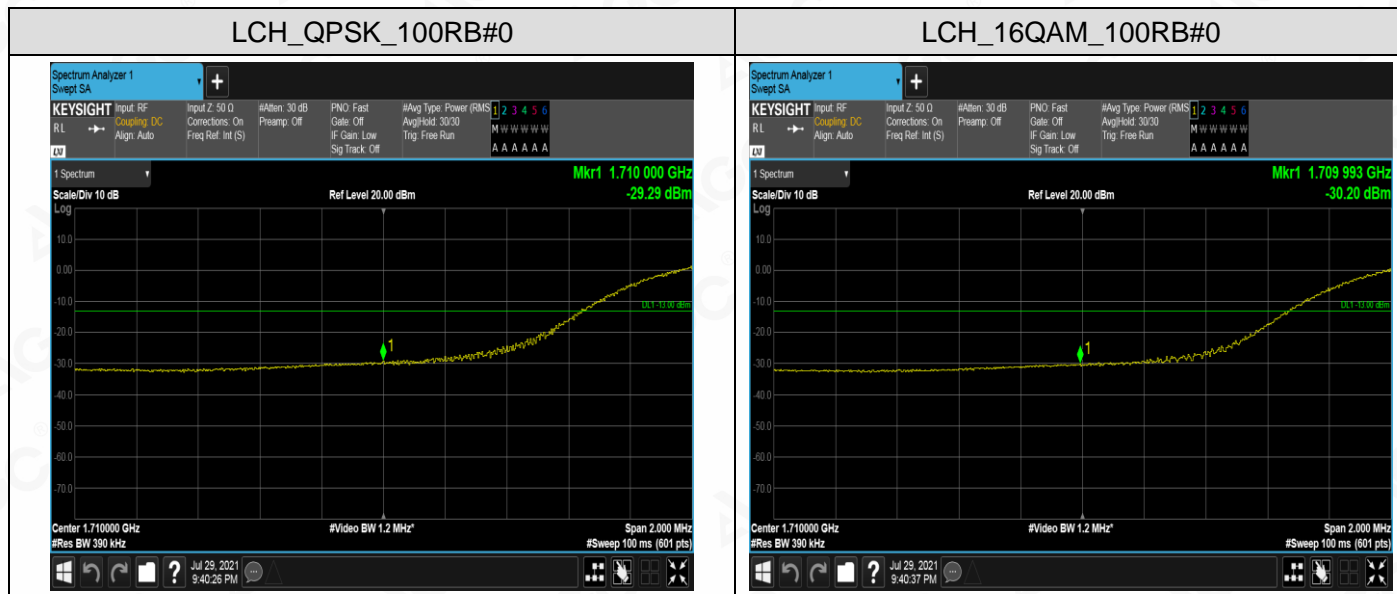 LCH_QPSK_100RB#0
Spectrum Analyzer 1
Swept SA
KEYSIGHT
RL
LXI
Input: RF
Coupling: DC
Align: Auto
Input Z: 50 Ω
Corrections: On
Freq Ref: Int (S)
#Atten: 30 dB
Preamp: Off
PNO: Fast
Gate: Off
IF Gain: Low
Sig Track: Off
#Avg Type: Power (RMS
Avg|Hold: 30/30
Trig: Free Run
1 2 3 4 5 6
M W W W W W
A A A A A A
1 Spectrum
Mkr1 1.710 000 GHz
Scale/Div 10 dB
Ref Level 20.00 dBm
-29.29 dBm
Log
10.0
0.00
-10.0
DL1 -13.00 dBm
-20.0
-30.0
1
-40.0
-50.0
-60.0
-70.0
Center 1.710000 GHz
#Video BW 1.2 MHz*
Span 2.000 MHz
#Res BW 390 kHz
#Sweep 100 ms (601 pts)
Jul 29, 2021
9:40:26 PM
LCH_16QAM_100RB#0
Spectrum Analyzer 1
Swept SA
KEYSIGHT
RL
LXI
Input: RF
Coupling: DC
Align: Auto
Input Z: 50 Ω
Corrections: On
Freq Ref: Int (S)
#Atten: 30 dB
Preamp: Off
PNO: Fast
Gate: Off
IF Gain: Low
Sig Track: Off
#Avg Type: Power (RMS
Avg|Hold: 30/30
Trig: Free Run
1 2 3 4 5 6
M W W W W W
A A A A A A
1 Spectrum
Mkr1 1.709 993 GHz
Scale/Div 10 dB
Ref Level 20.00 dBm
-30.20 dBm
Log
10.0
0.00
-10.0
DL1 -13.00 dBm
-20.0
-30.0
1
-40.0
-50.0
-60.0
-70.0
Center 1.710000 GHz
#Video BW 1.2 MHz*
Span 2.000 MHz
#Res BW 390 kHz
#Sweep 100 ms (601 pts)
Jul 29, 2021
9:40:37 PM